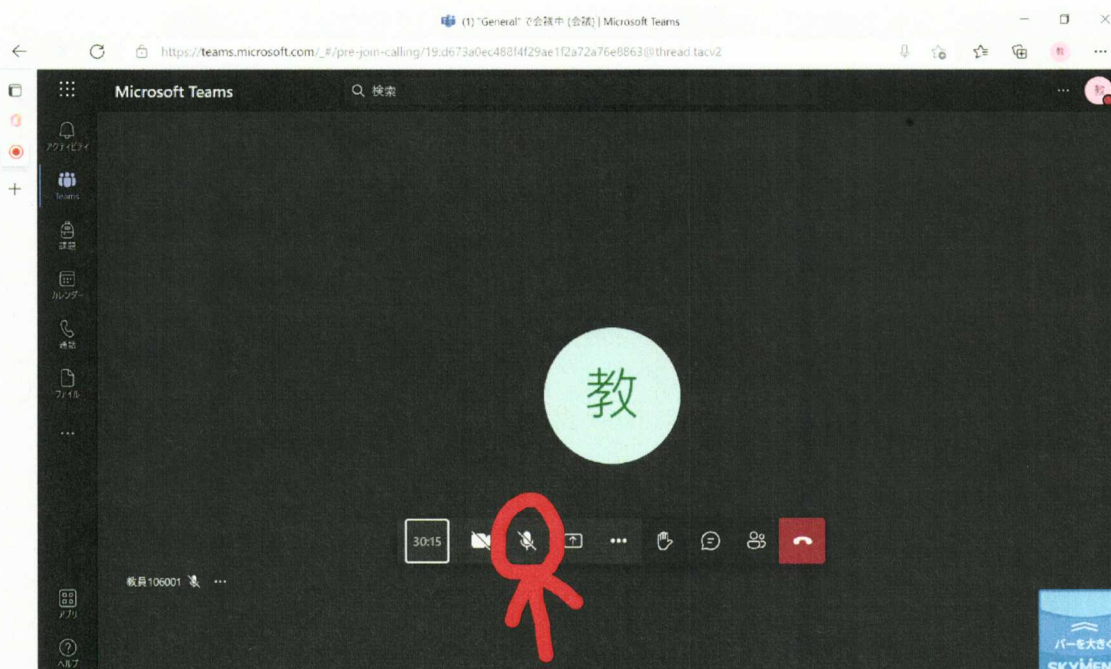 (1) "General" で会議中 (会議) | Microsoft Teams
https://teams.microsoft.com/_#/pre-join-calling/19:d673a0ec488f4f29ae1f2a72a76e8863@thread.tacv2
Microsoft Teams
検索
教
教
アクティビティ
Teams
課題
カレンダー
通話
ファイル
教
30:15
教員106001
アプリ
ヘルプ
バーを大きく